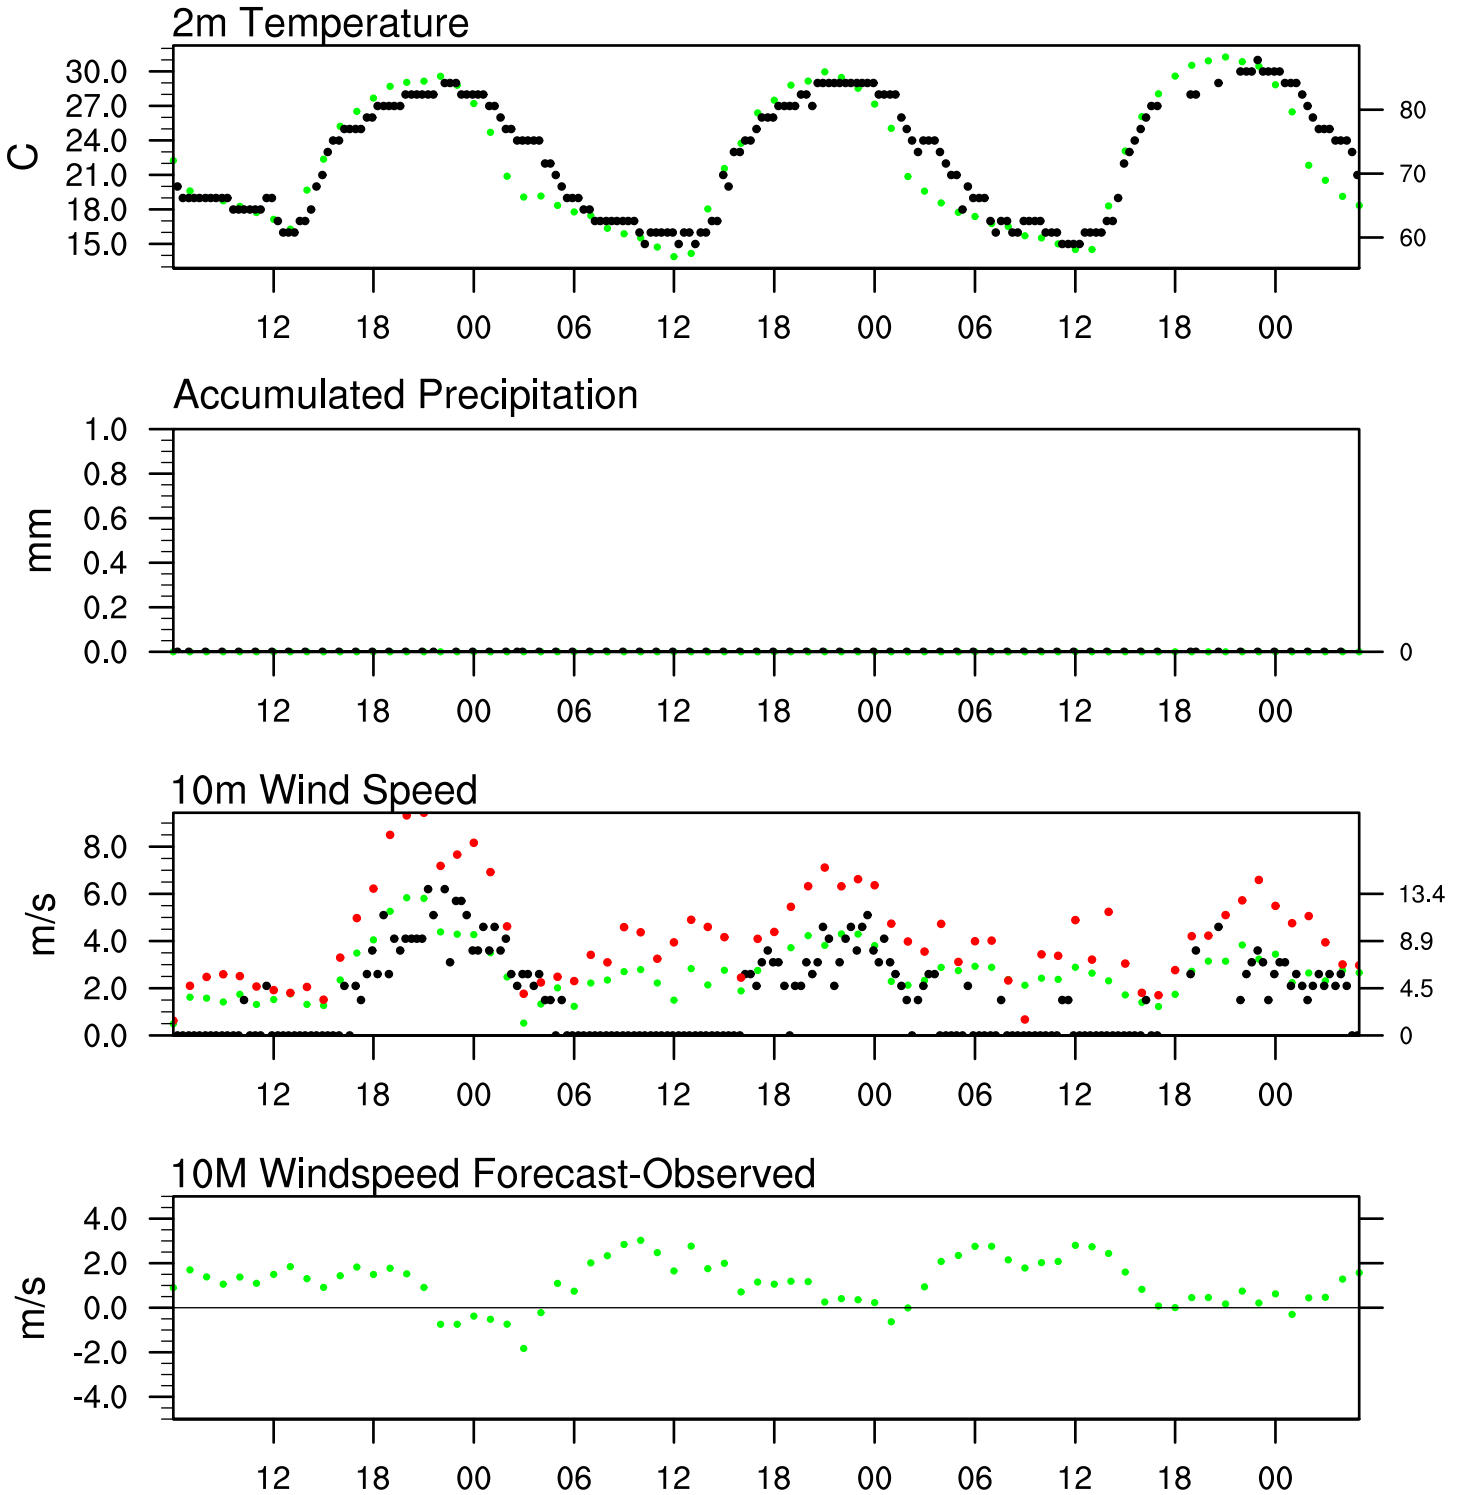 2m Temperature
30.0
27.0
24.0
21.0
18.0
15.0
C
80
70
60
12 18 00 06 12 18 00 06 12 18 00
Accumulated Precipitation
1.0
0.8
0.6
0.4
0.2
0.0
mm
0
12 18 00 06 12 18 00 06 12 18 00
10m Wind Speed
8.0
6.0
4.0
2.0
0.0
m/s
13.4
8.9
4.5
0
12 18 00 06 12 18 00 06 12 18 00
10M Windspeed Forecast-Observed
4.0
2.0
0.0
-2.0
-4.0
m/s
12 18 00 06 12 18 00 06 12 18 00